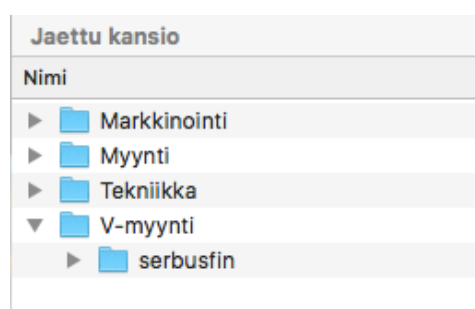 Jaettu kansio
Nimi
Markkinointi
Myynti
Tekniikka
V-myynti
serbusfin